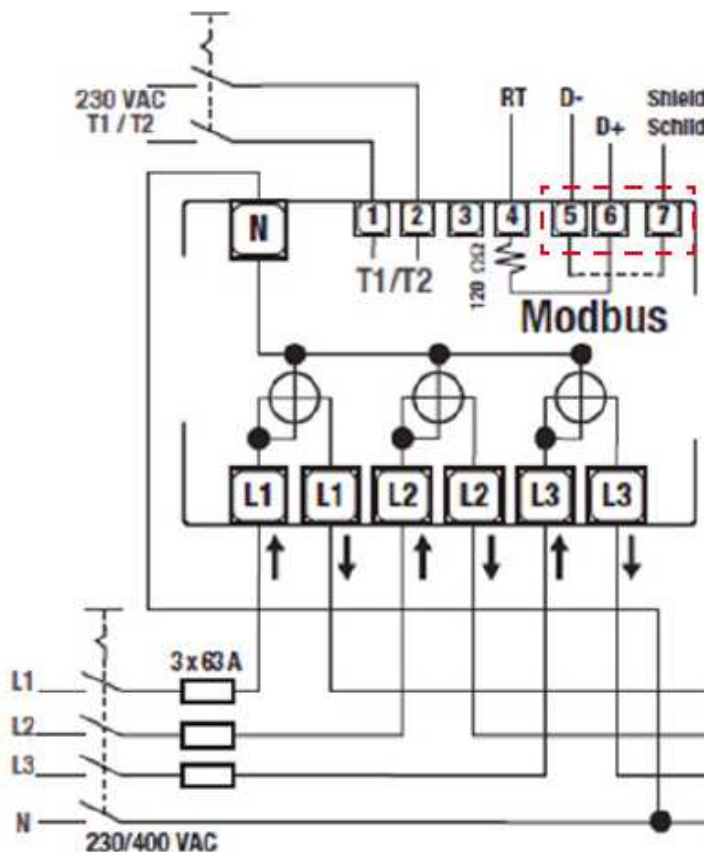 230 VAC
T1 / T2
RT
D-
D+
Shield
Schild
N
1
2
3
4
5
6
7
T1/T2
120 ΩΩ
Modbus
L1
L1
L2
L2
L3
L3
3 x 63 A
L1
L2
L3
N
230/400 VAC